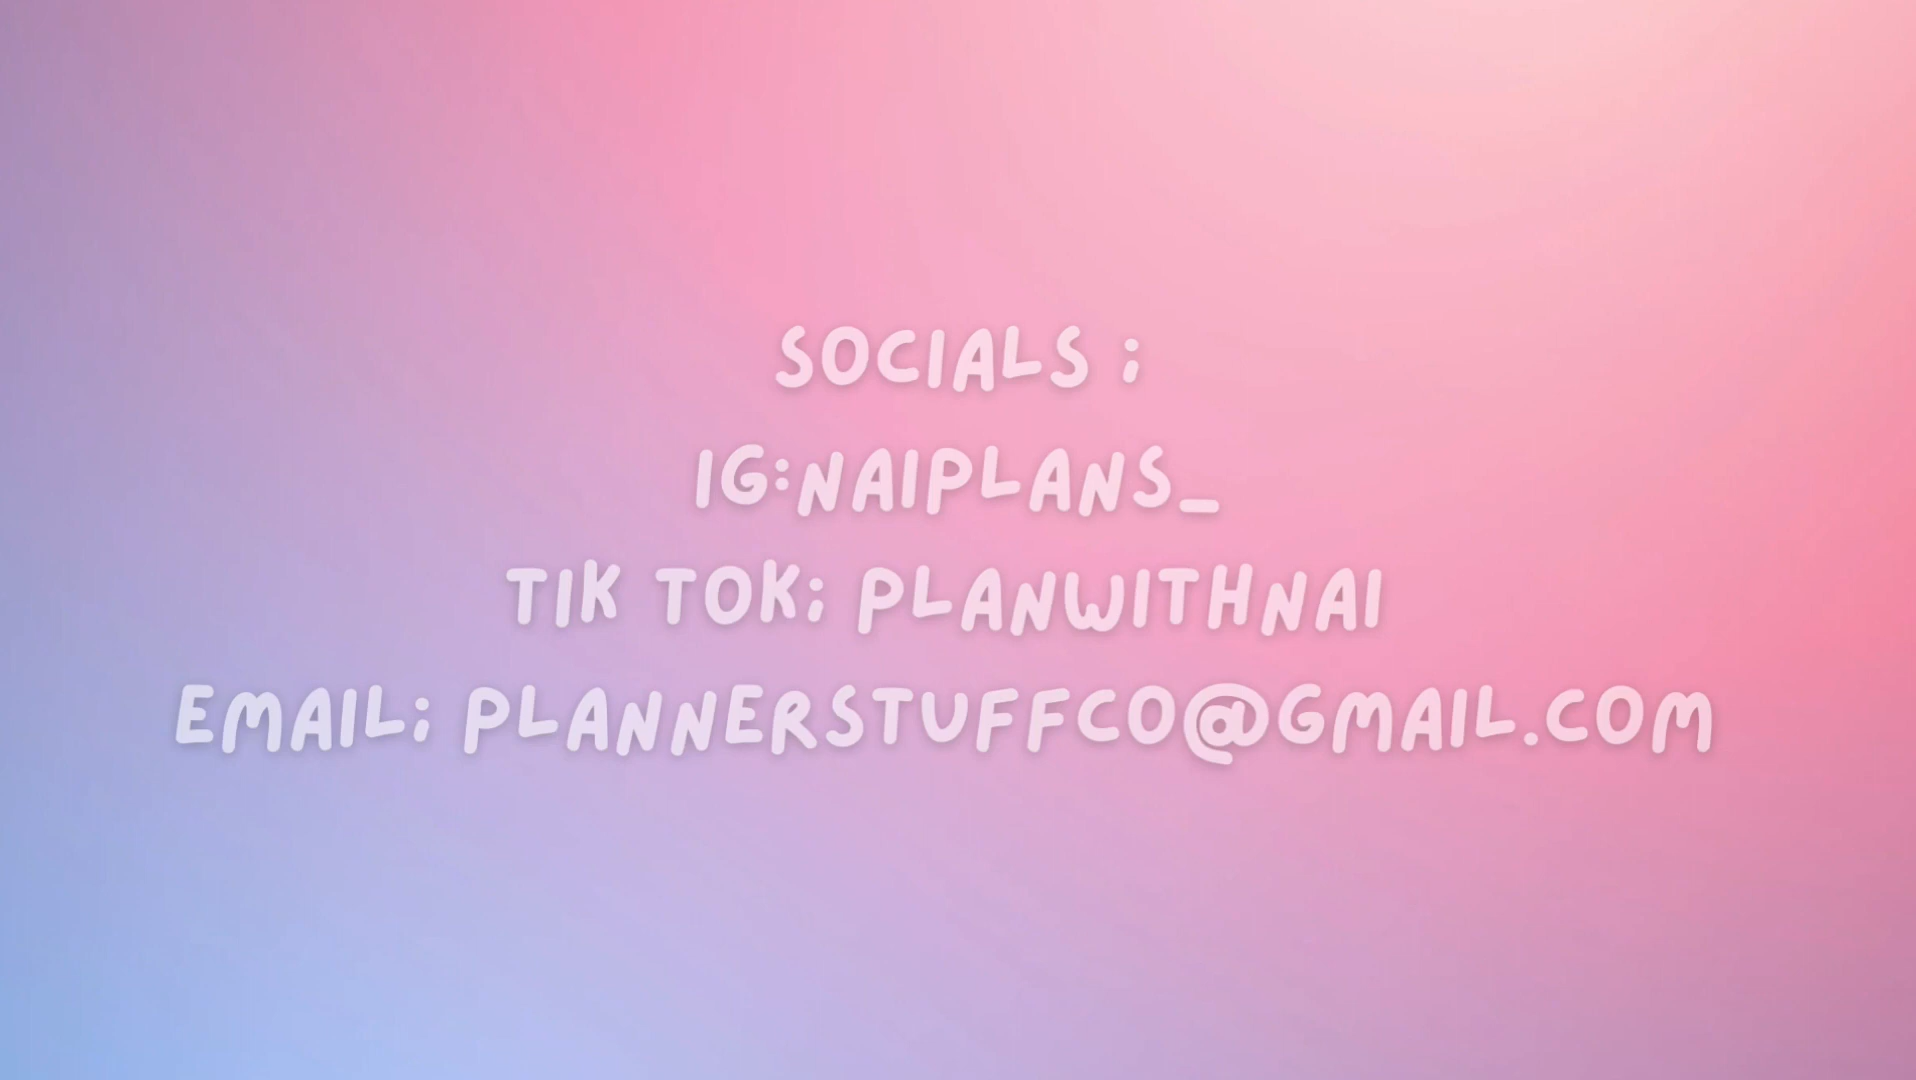 SOCIALS ;
IG:NAIPLANS_
TIK TOK; PLANWITHNAI
EMAIL; PLANNERSTUFFCO@GMAIL.COM